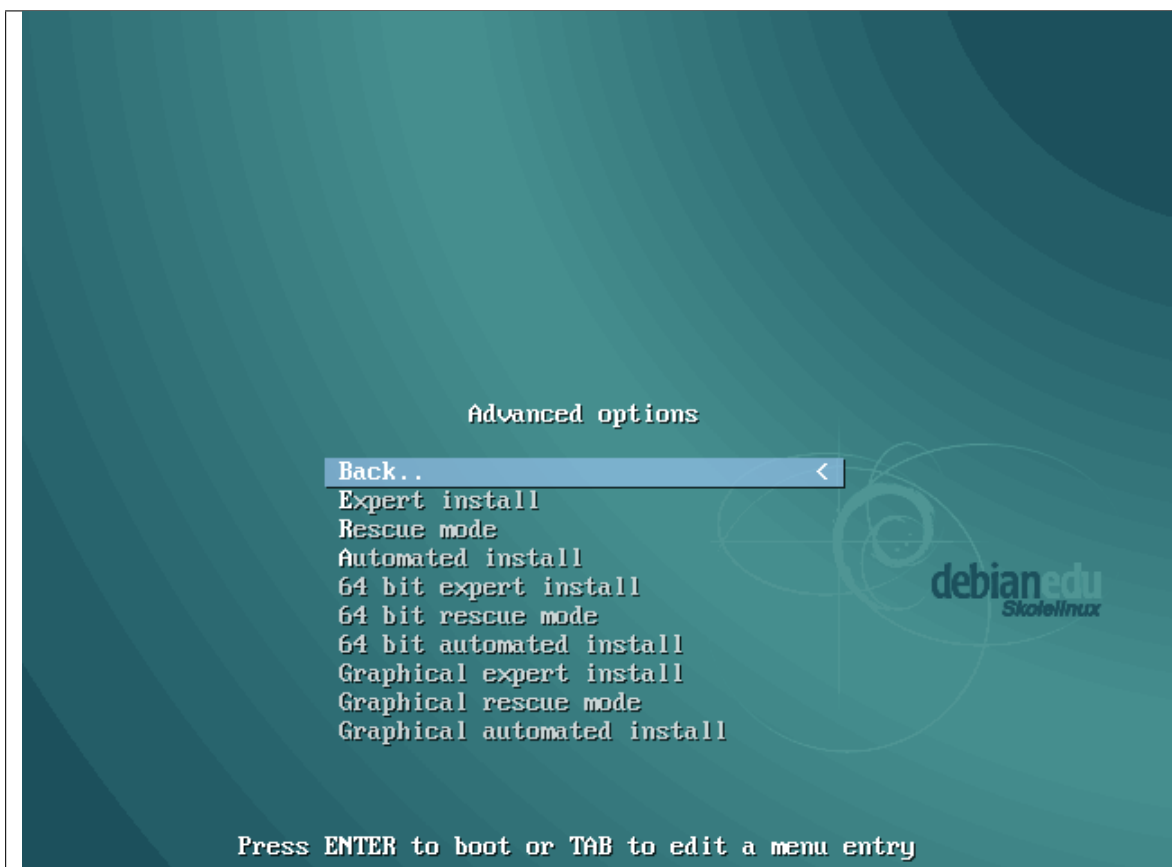 Advanced options
Back.. <
Expert install
Rescue mode
Automated install
64 bit expert install
64 bit rescue mode
64 bit automated install
Graphical expert install
Graphical rescue mode
Graphical automated install
debianedu
Skolelinux
Press ENTER to boot or TAB to edit a menu entry